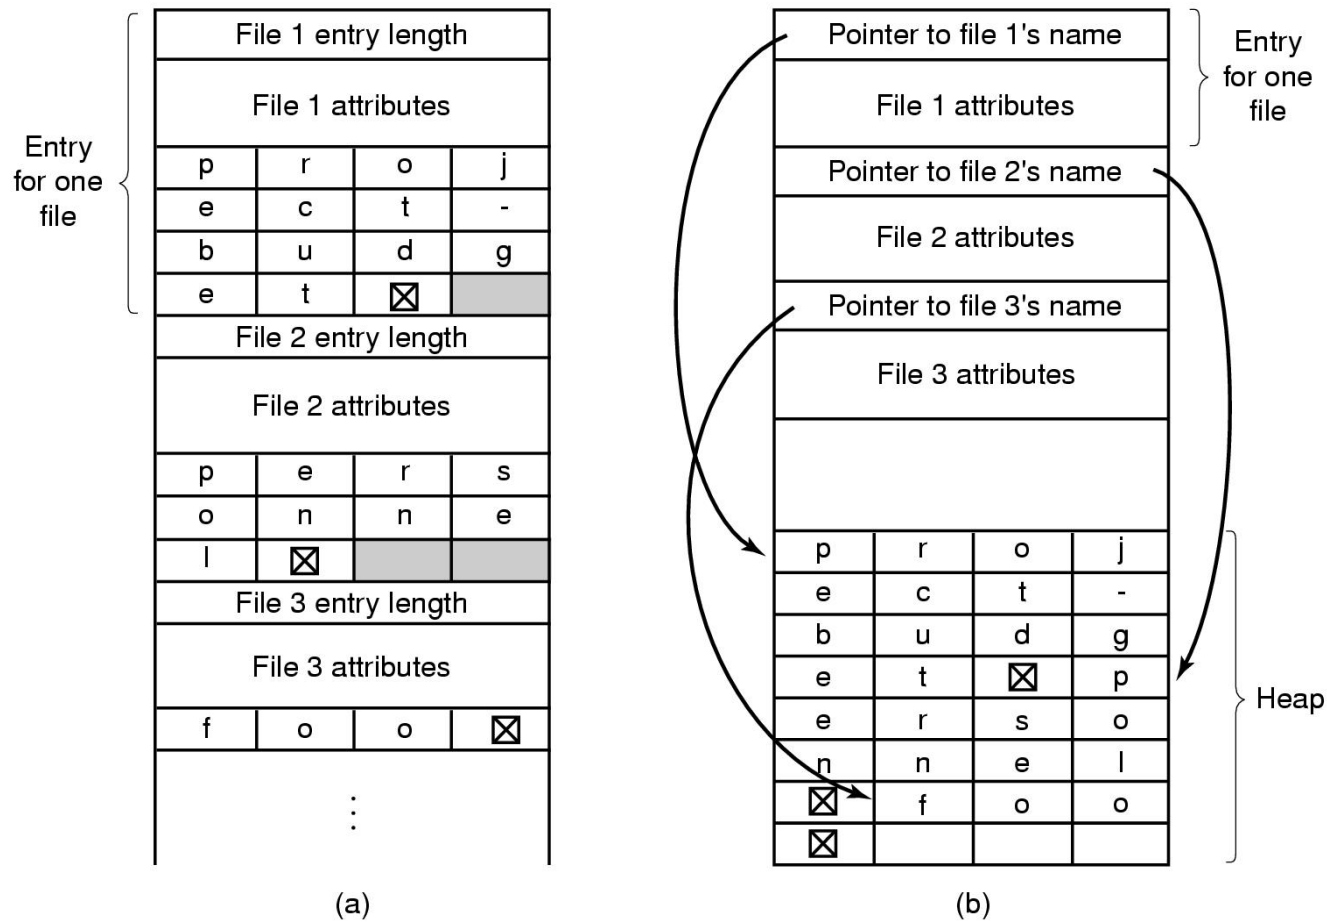 File 1 entry length
File 1 attributes
Entry
for one
file
p r o j
e c t -
b u d g
e t ☒
File 2 entry length
File 2 attributes
p e r s
o n n e
l ☒
File 3 entry length
File 3 attributes
f o o ☒
⋮
(a)
Pointer to file 1's name
File 1 attributes
Entry
for one
file
Pointer to file 2's name
File 2 attributes
Pointer to file 3's name
File 3 attributes
p r o j
e c t -
b u d g
e t ☒ p
e r s o
n n e l
☒ f o o
☒
Heap
(b)